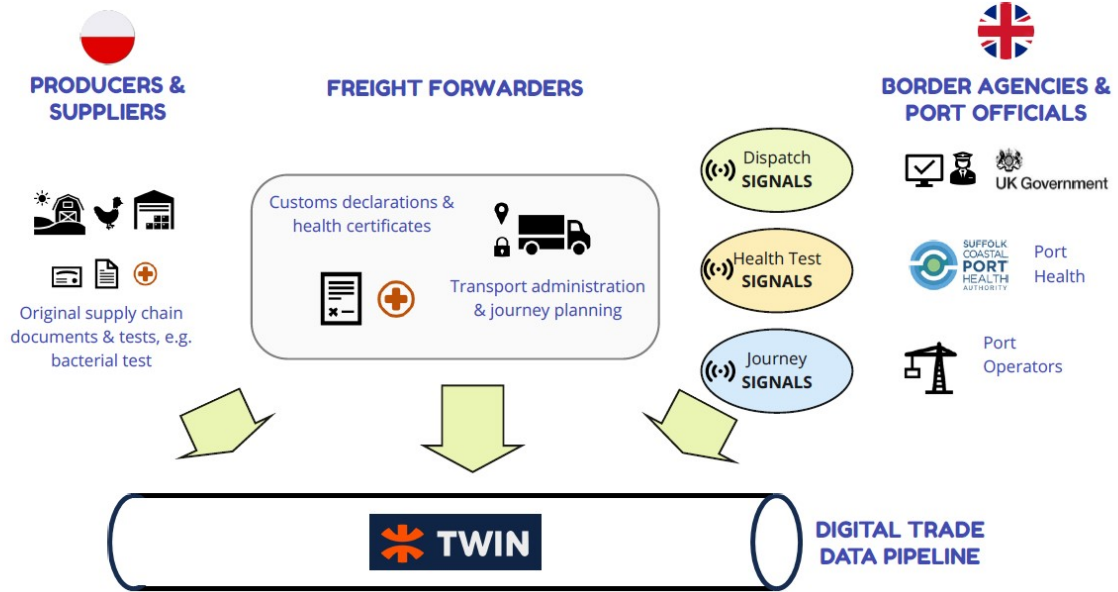 PRODUCERS &
SUPPLIERS
Original supply chain
documents & tests, e.g.
bacterial test
FREIGHT FORWARDERS
Customs declarations &
health certificates
Transport administration
& journey planning
Dispatch
SIGNALS
Health Test
SIGNALS
Journey
SIGNALS
BORDER AGENCIES &
PORT OFFICIALS
UK Government
SUFFOLK
COASTAL
PORT
HEALTH
AUTHORITY
Port
Health
Port
Operators
TWIN
DIGITAL TRADE
DATA PIPELINE